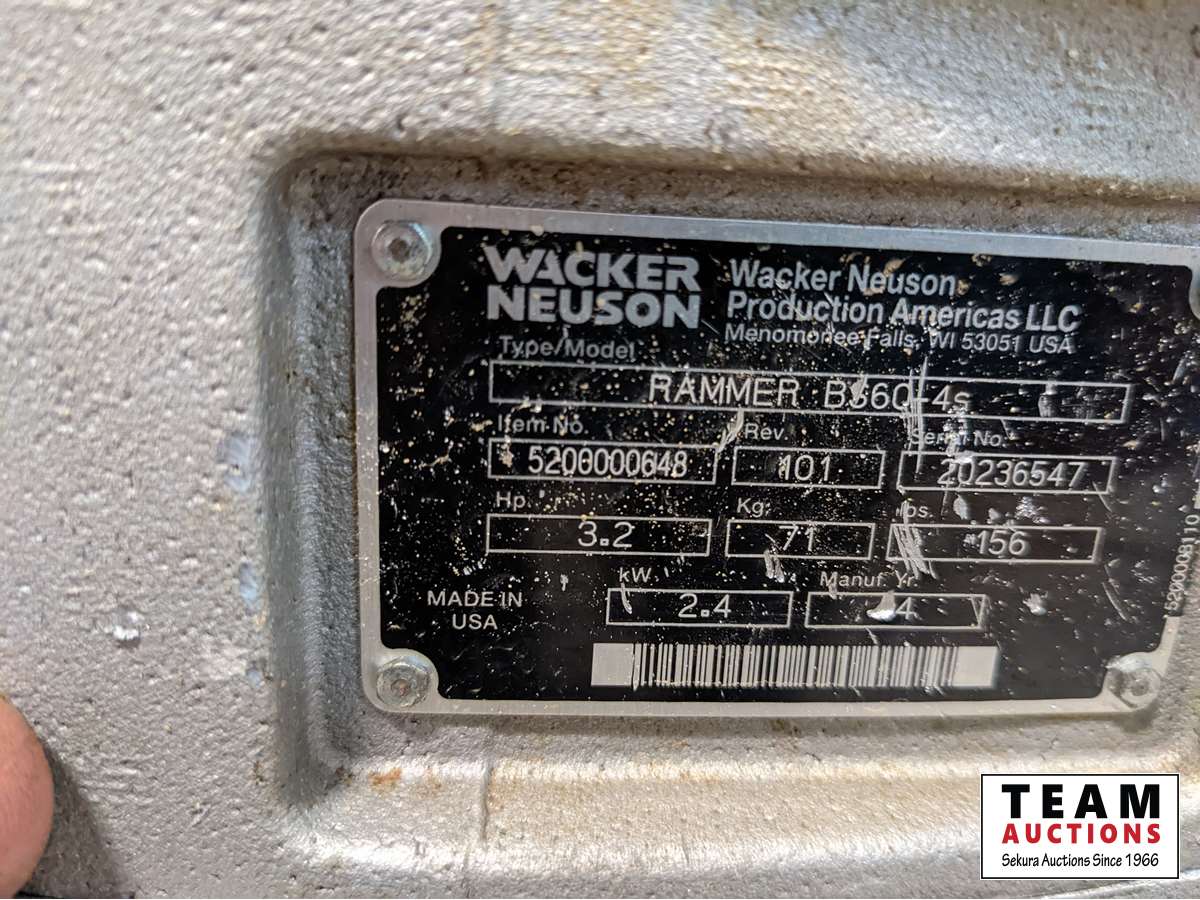 WACKER
NEUSON
Wacker Neuson
Production Americas LLC
Menomonee Falls, WI 53051 USA
Type/Model
RAMMER BS60-4s
Item No.
Rev.
Serial No.
5200000648
101
20236547
Hp.
Kg.
lbs.
3.2
71
156
kW
Manuf. Yr.
MADE IN
USA
2.4
5200008110
TEAM
AUCTIONS
Sekura Auctions Since 1966